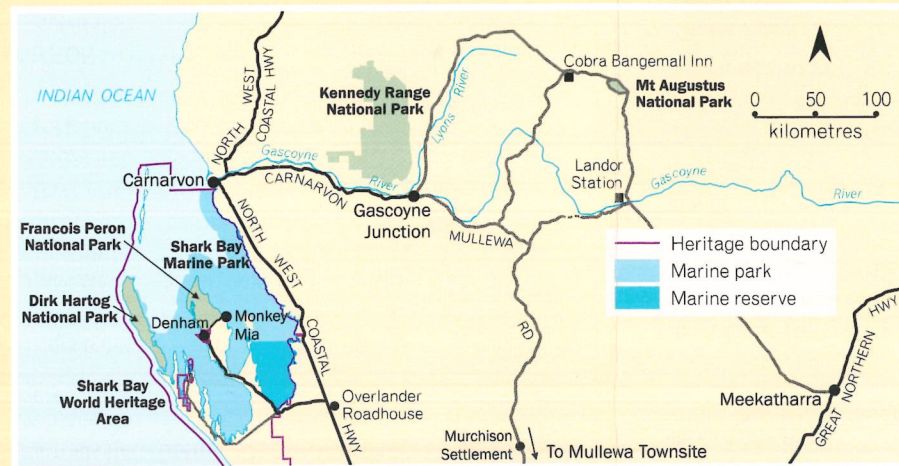 INDIAN OCEAN
NORTH WEST
COASTAL HWY
Kennedy Range
National Park
Lyons River
Cobra Bangemall Inn
Mt Augustus
National Park
0 50 100
kilometres
Carnarvon
Gascoyne River
CARNARVON
Gascoyne
Junction
MULLEWA
RD
Landor
Station
Gascoyne River
Francois Peron
National Park
Shark Bay
Marine Park
NORTH WEST COASTAL HWY
Heritage boundary
Marine park
Marine reserve
Dirk Hartog
National Park
Denham
Monkey
Mia
Shark Bay
World Heritage
Area
Overlander
Roadhouse
Meekatharra
GREAT NORTHERN HWY
Murchison
Settlement
To Mullewa Townsite